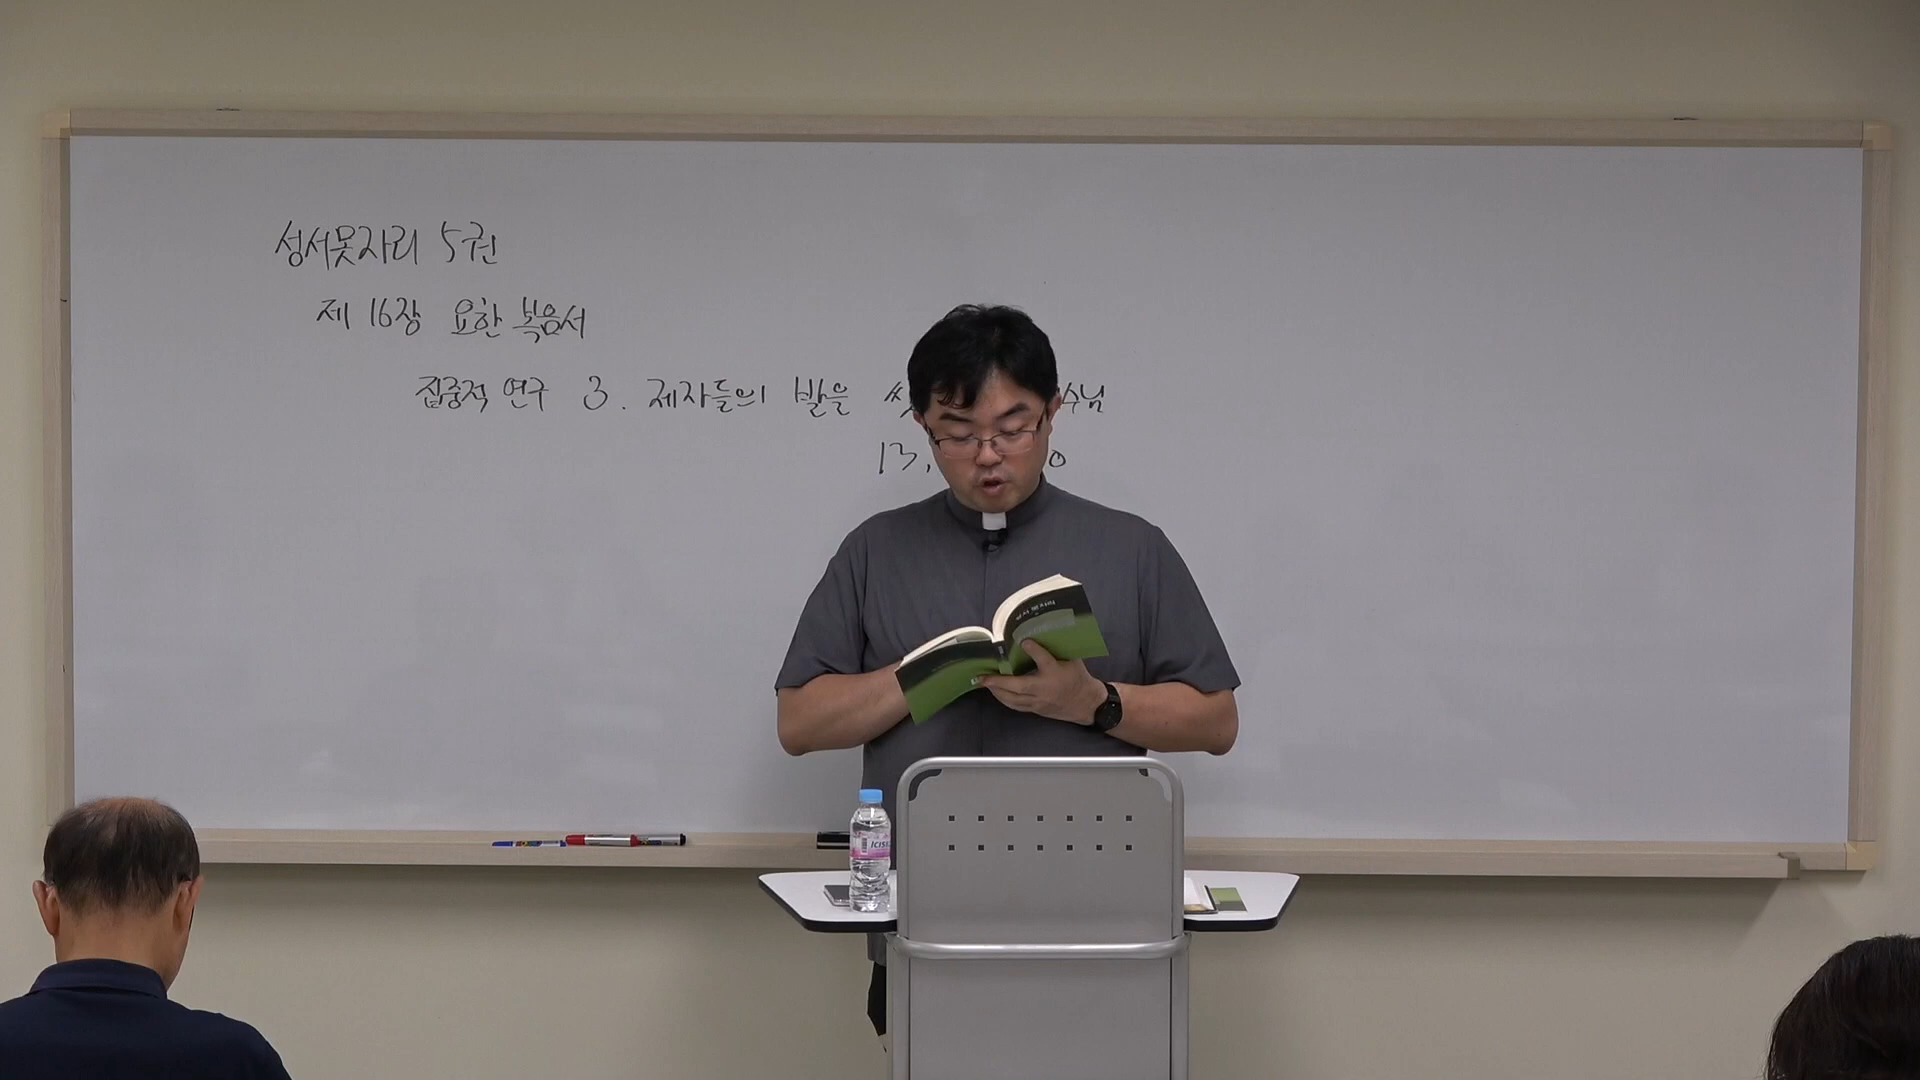 성서못자리 5권
제 16장 요한 복음서
집중적 연구 3. 제자들의 발을
13,